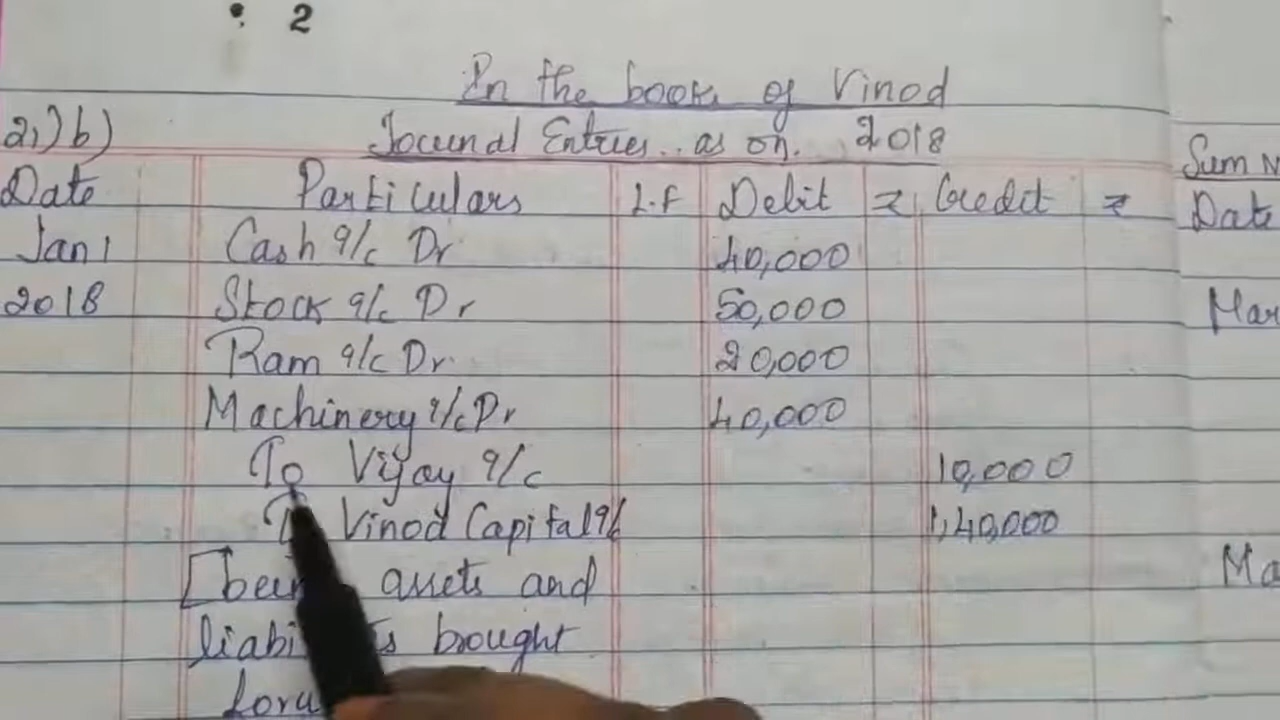 2
In the books of Vinod
2,)b) Journal Entries.. as on. 2018
Date Particulars L.F Debit ₹ Credit ₹
Jan 1 Cash a/c Dr 40,000
2018 Stock a/c Dr 50,000
Ram a/c Dr. 20,000
Machinery a/c Dr 40,000
To Vijay a/c 10,000
Vinod Capital a/c 1,40,000
assets and
brought
Sum
Date
Mar
Ma